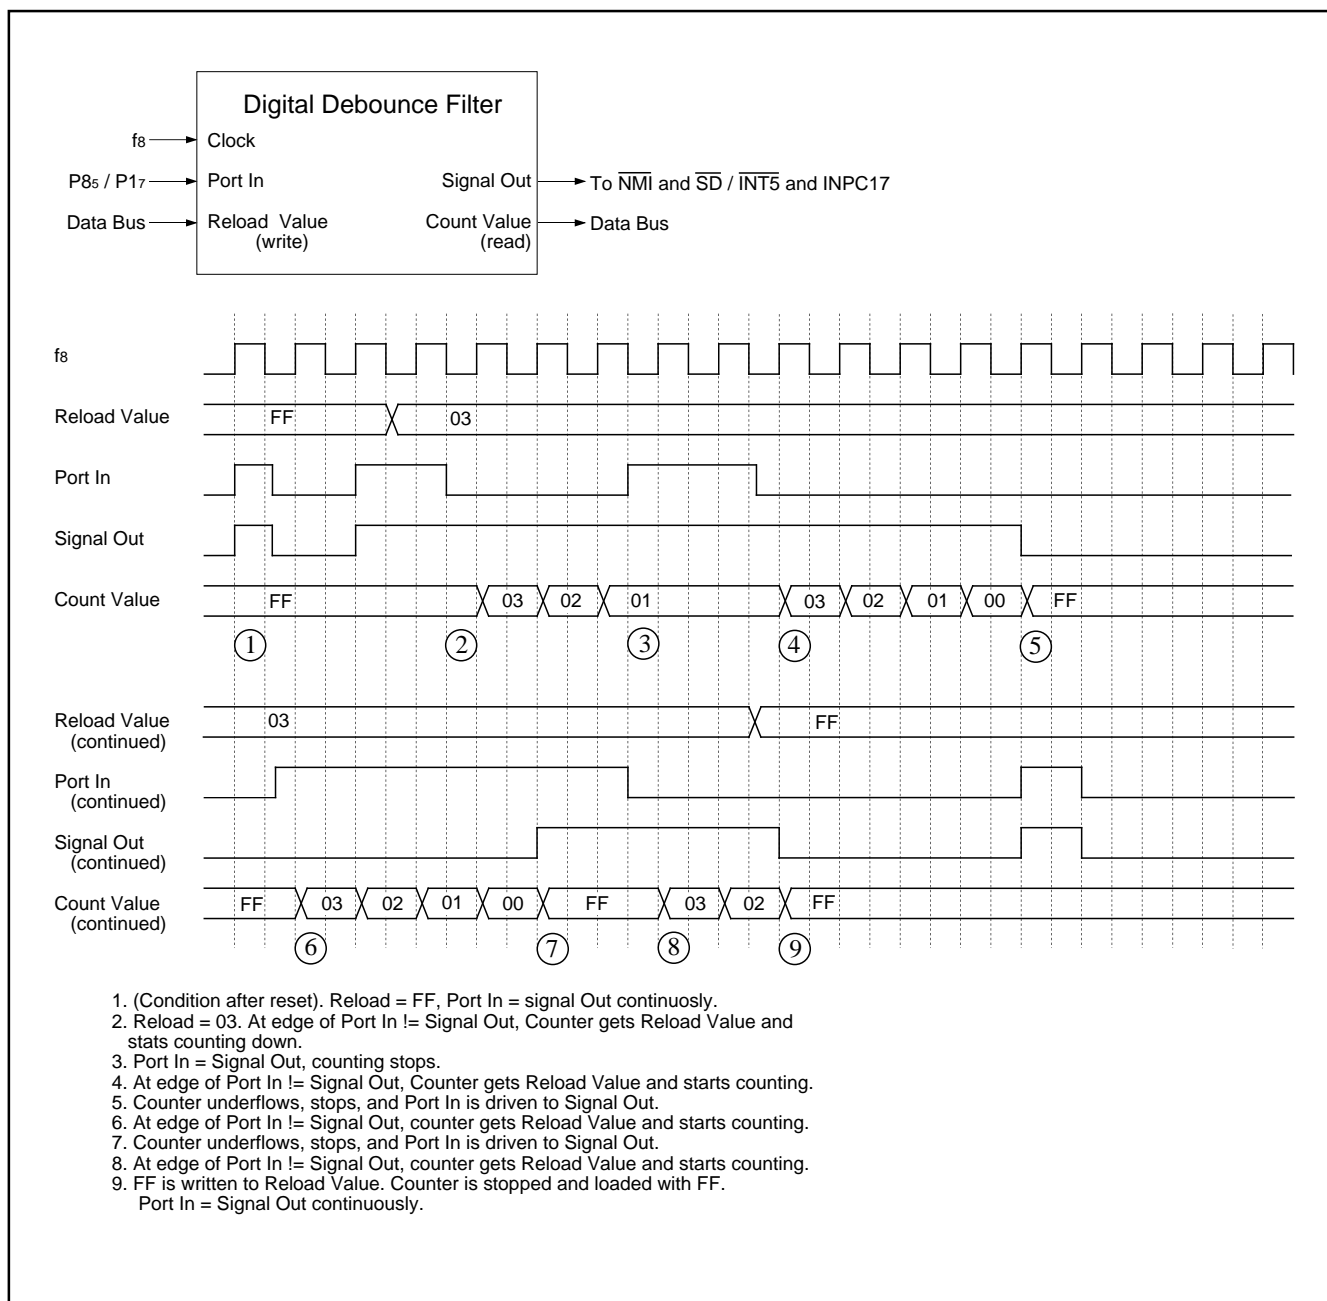 Digital Debounce Filter
f8 Clock
P85 / P17 Port In Signal Out To NMI and SD / INT5 and INPC17
Data Bus Reload Value Count Value Data Bus
(write) (read)
f8
Reload Value FF 03
Port In
Signal Out
Count Value FF 03 02 01 03 02 01 00 FF
1 2 3 4 5
Reload Value 03 FF
(continued)
Port In
(continued)
Signal Out
(continued)
Count Value FF 03 02 01 00 FF 03 02 FF
(continued)
6 7 8 9
1. (Condition after reset). Reload = FF, Port In = signal Out continuosly.
2. Reload = 03. At edge of Port In != Signal Out, Counter gets Reload Value and
stats counting down.
3. Port In = Signal Out, counting stops.
4. At edge of Port In != Signal Out, Counter gets Reload Value and starts counting.
5. Counter underflows, stops, and Port In is driven to Signal Out.
6. At edge of Port In != Signal Out, counter gets Reload Value and starts counting.
7. Counter underflows, stops, and Port In is driven to Signal Out.
8. At edge of Port In != Signal Out, counter gets Reload Value and starts counting.
9. FF is written to Reload Value. Counter is stopped and loaded with FF.
Port In = Signal Out continuously.